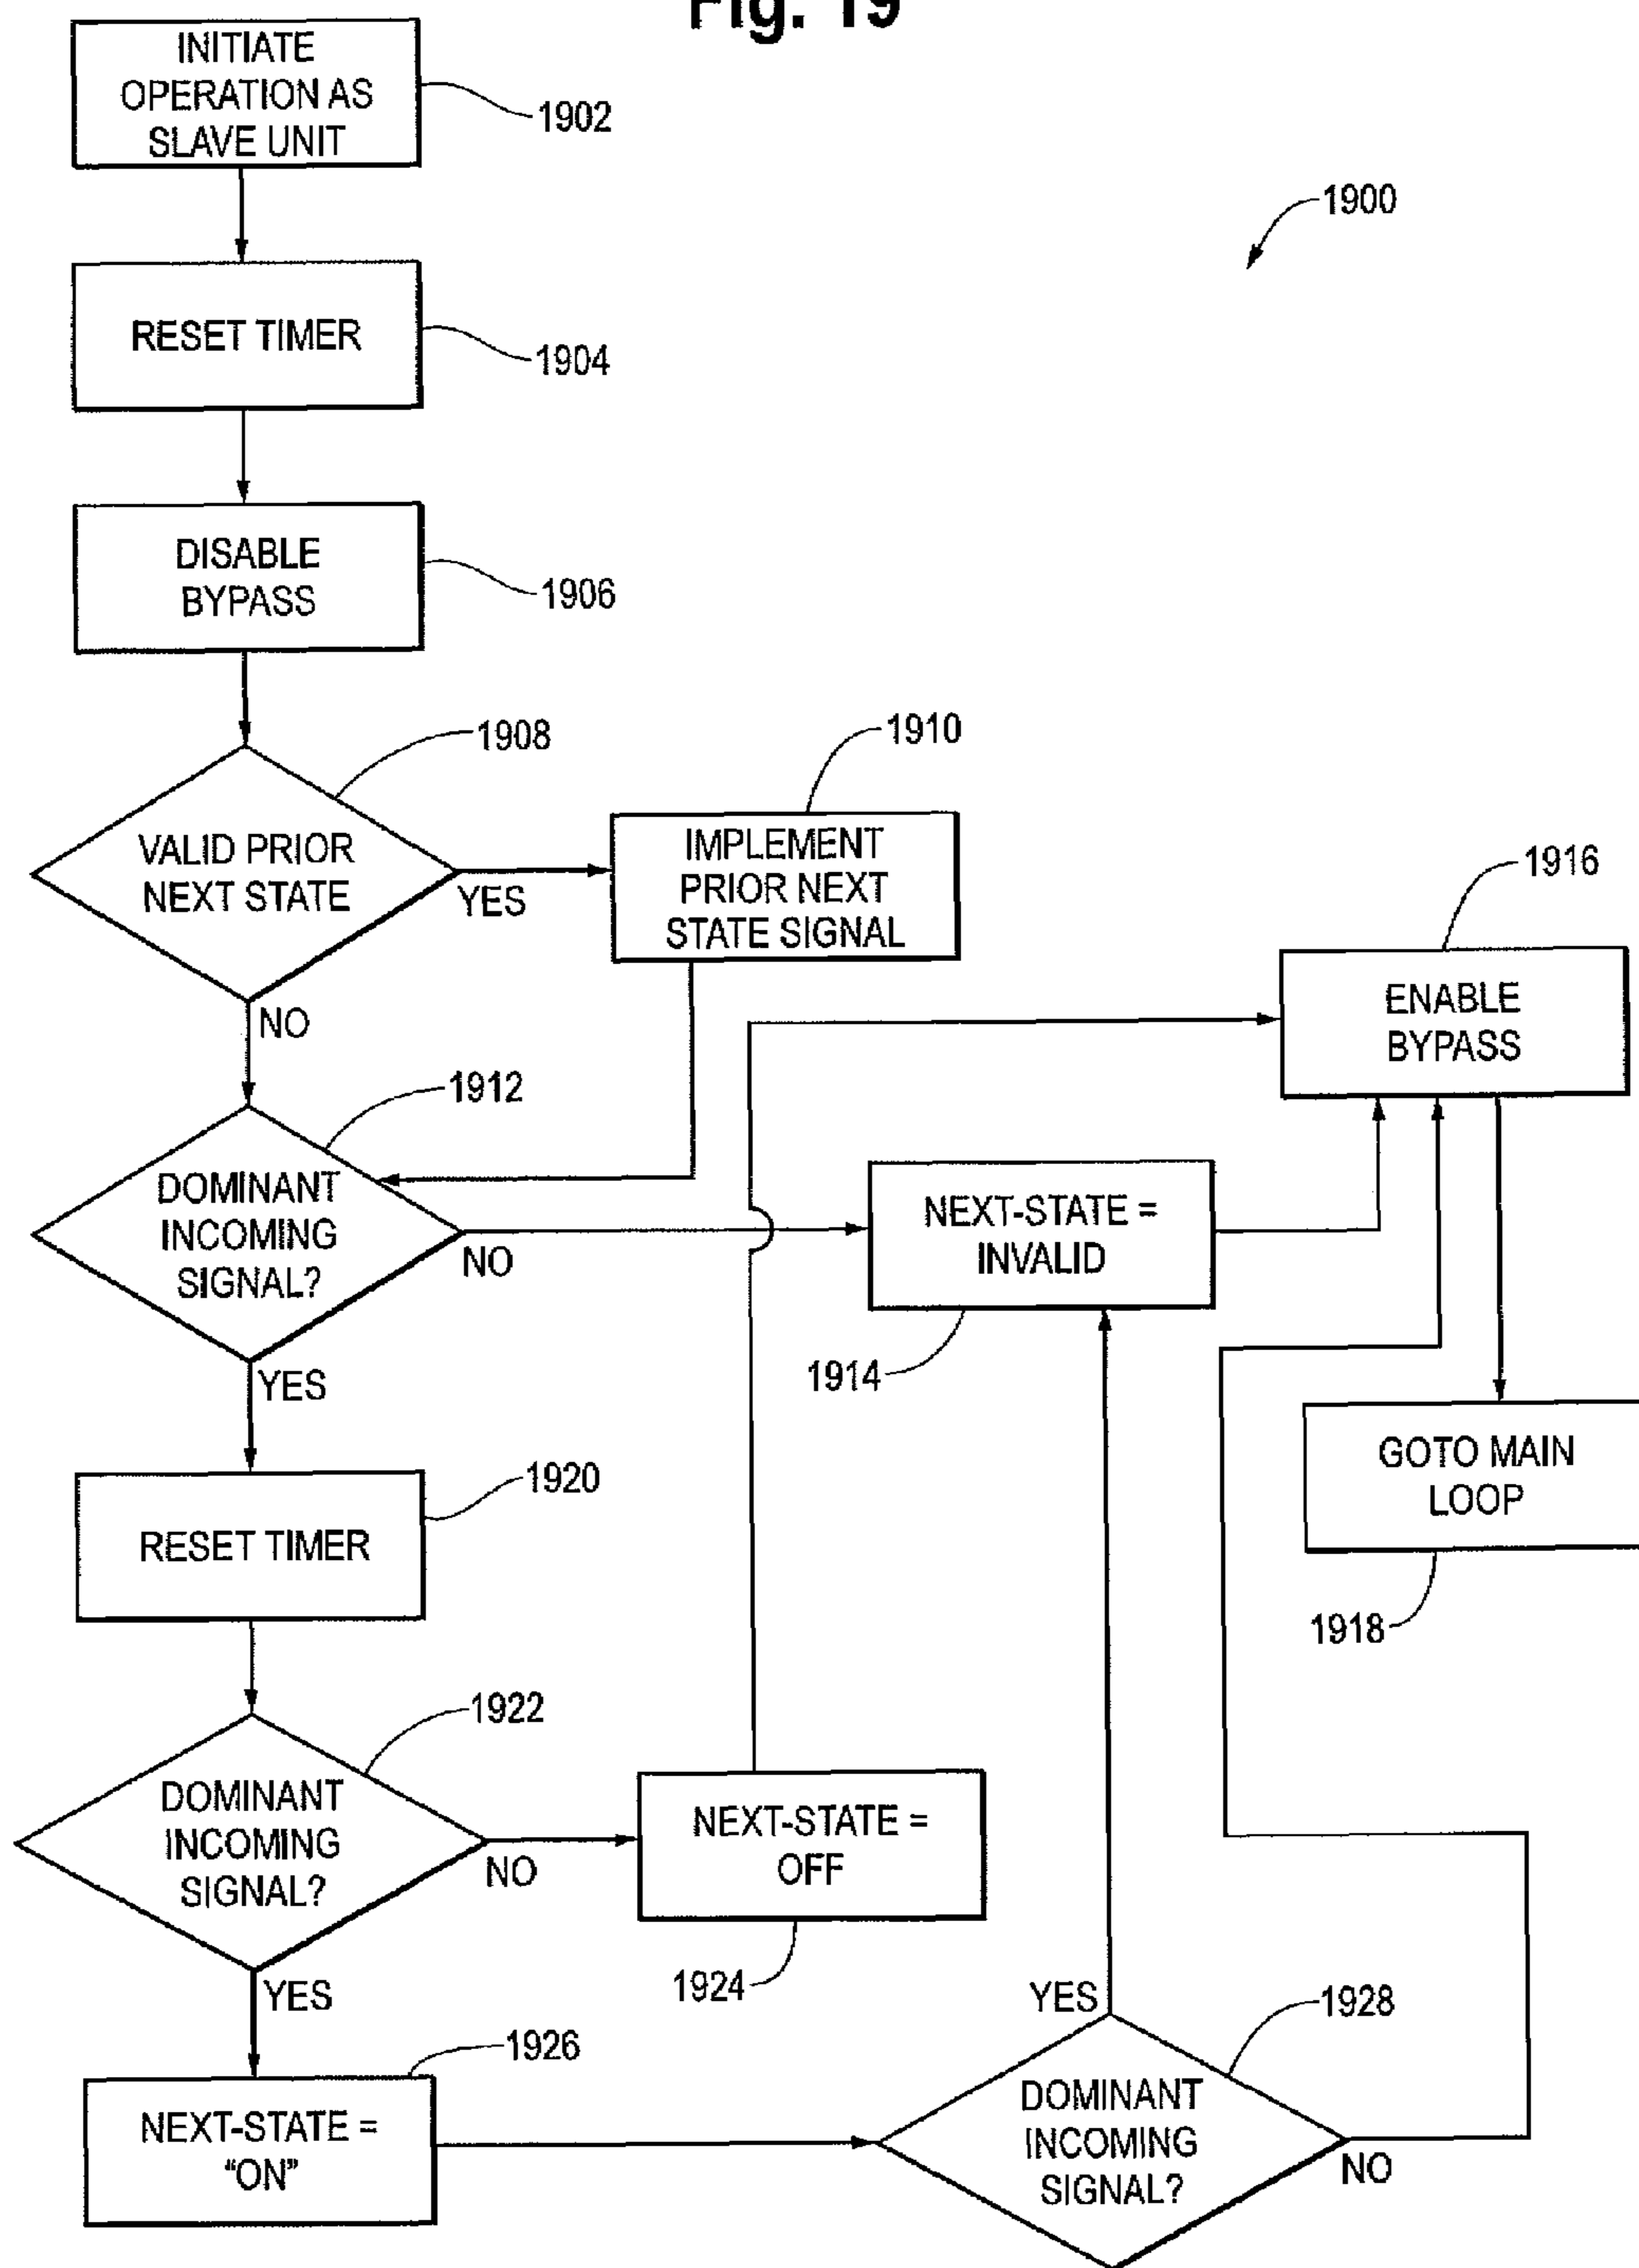 Fig. 19
INITIATE
OPERATION AS
SLAVE UNIT
1902
1900
RESET TIMER
1904
DISABLE
BYPASS
1906
1908
VALID PRIOR
NEXT STATE
YES
NO
1910
IMPLEMENT
PRIOR NEXT
STATE SIGNAL
1916
ENABLE
BYPASS
1912
DOMINANT
INCOMING
SIGNAL?
NO
YES
NEXT-STATE =
INVALID
1914
GOTO MAIN
LOOP
1918
1920
RESET TIMER
1922
DOMINANT
INCOMING
SIGNAL?
NO
YES
NEXT-STATE =
OFF
1924
1926
NEXT-STATE =
“ON”
YES
1928
DOMINANT
INCOMING
SIGNAL?
NO